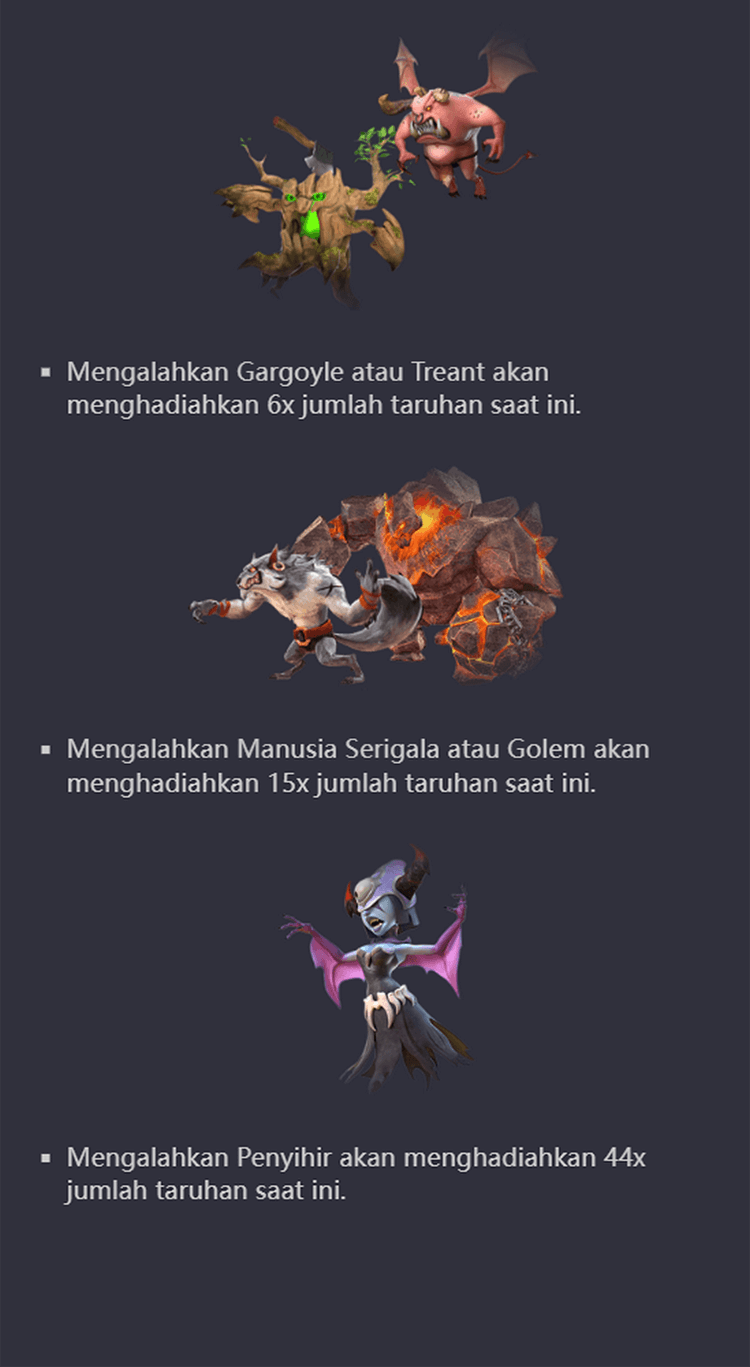 Mengalahkan Gargoyle atau Treant akan
menghadiahkan 6x jumlah taruhan saat ini.
Mengalahkan Manusia Serigala atau Golem akan
menghadiahkan 15x jumlah taruhan saat ini.
Mengalahkan Penyihir akan menghadiahkan 44x
jumlah taruhan saat ini.